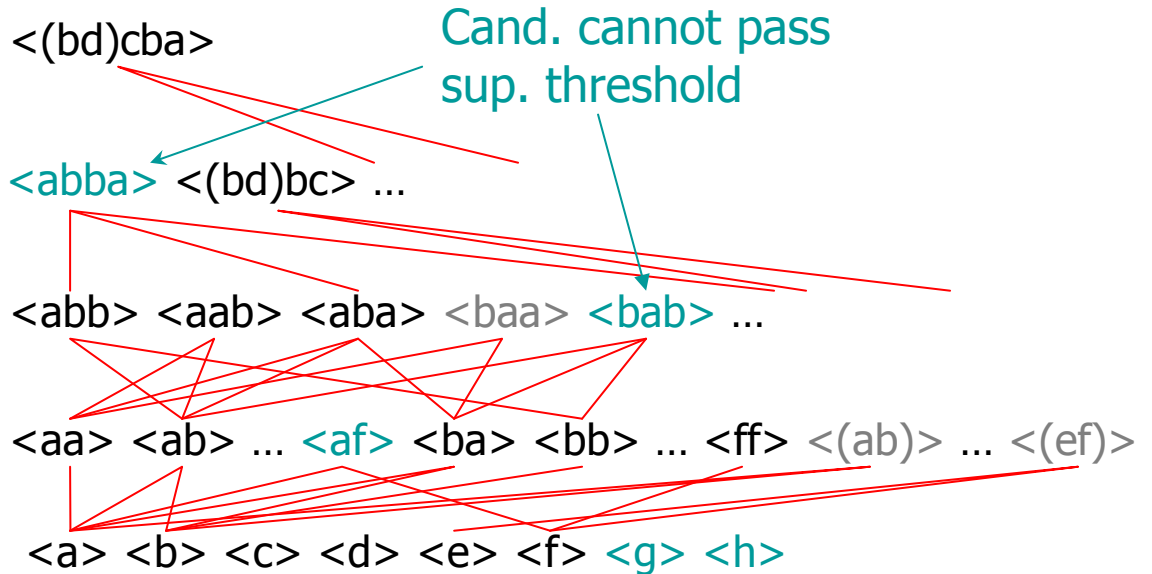 <(bd)cba>
Cand. cannot pass
sup. threshold
<abba> <(bd)bc> ...
<abb> <aab> <aba> <baa> <bab> ...
<aa> <ab> ... <af> <ba> <bb> ... <ff> <(ab)> ... <(ef)>
<a> <b> <c> <d> <e> <f> <g> <h>